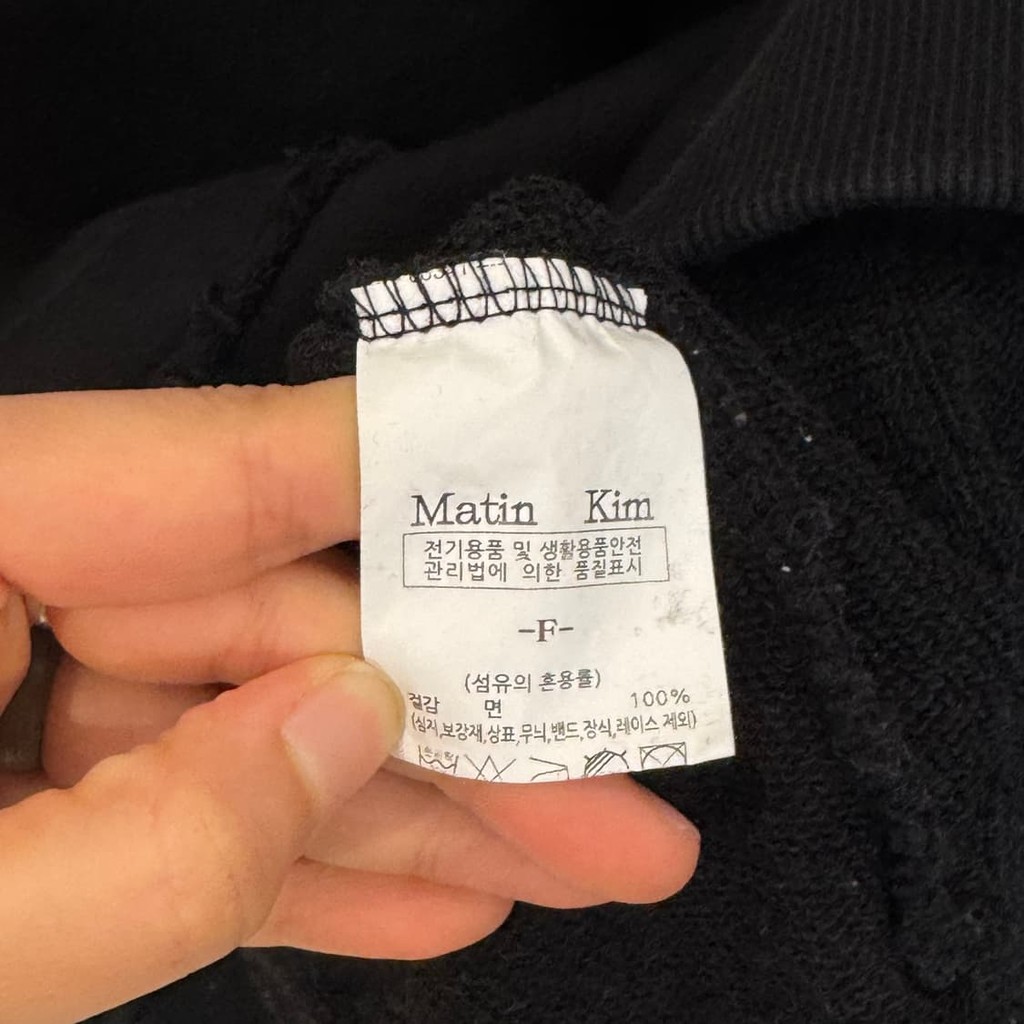 Matin Kim
전기용품 및 생활용품안전
관리법에 의한 품질표시
-F-
(섬유의 혼용률)
겉감 면 100%
(심지,보강재,상표,무늬,밴드,장식,레이스 제외)